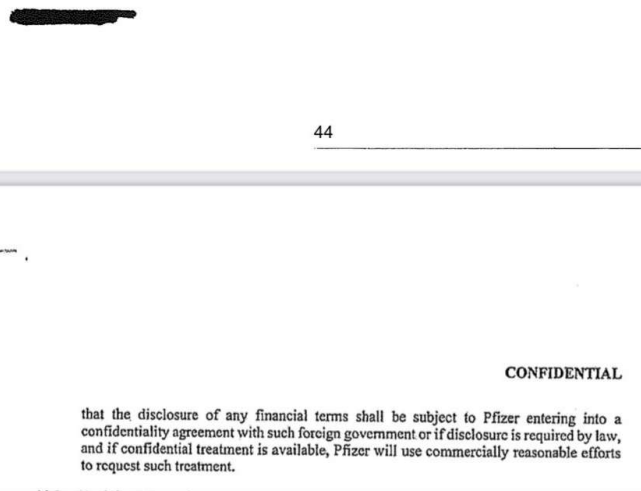 44
CONFIDENTIAL
that the disclosure of any financial terms shall be subject to Pfizer entering into a
confidentiality agreement with such foreign government or if disclosure is required by law,
and if confidential treatment is available, Pfizer will use commercially reasonable efforts
to request such treatment.